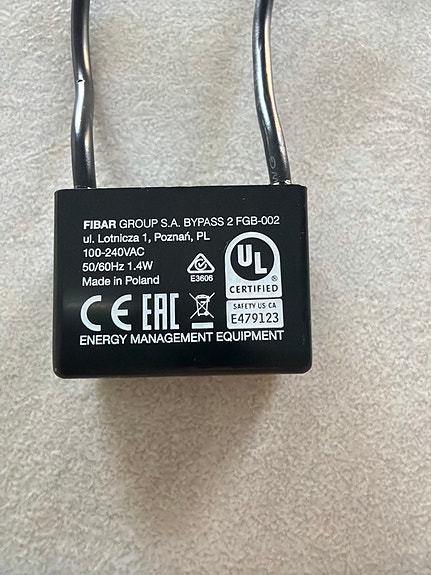 FIBAR GROUP S.A. BYPASS 2 FGB-002
ul. Lotnicza 1, Poznań, PL
100-240VAC
50/60Hz 1.4W
Made in Poland
E3606
UL
CERTIFIED
SAFETY US CA
E479123
CE EAC
ENERGY MANAGEMENT EQUIPMENT